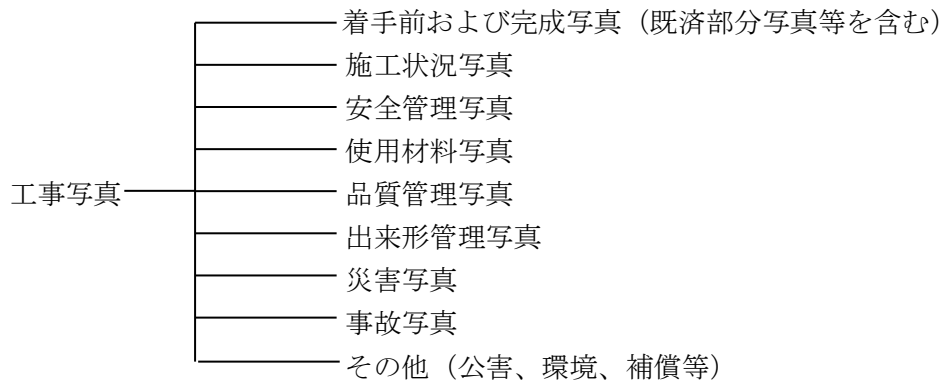 着手前および完成写真（既済部分写真等を含む）
施工状況写真
安全管理写真
使用材料写真
工事写真
品質管理写真
出来形管理写真
災害写真
事故写真
その他（公害、環境、補償等）